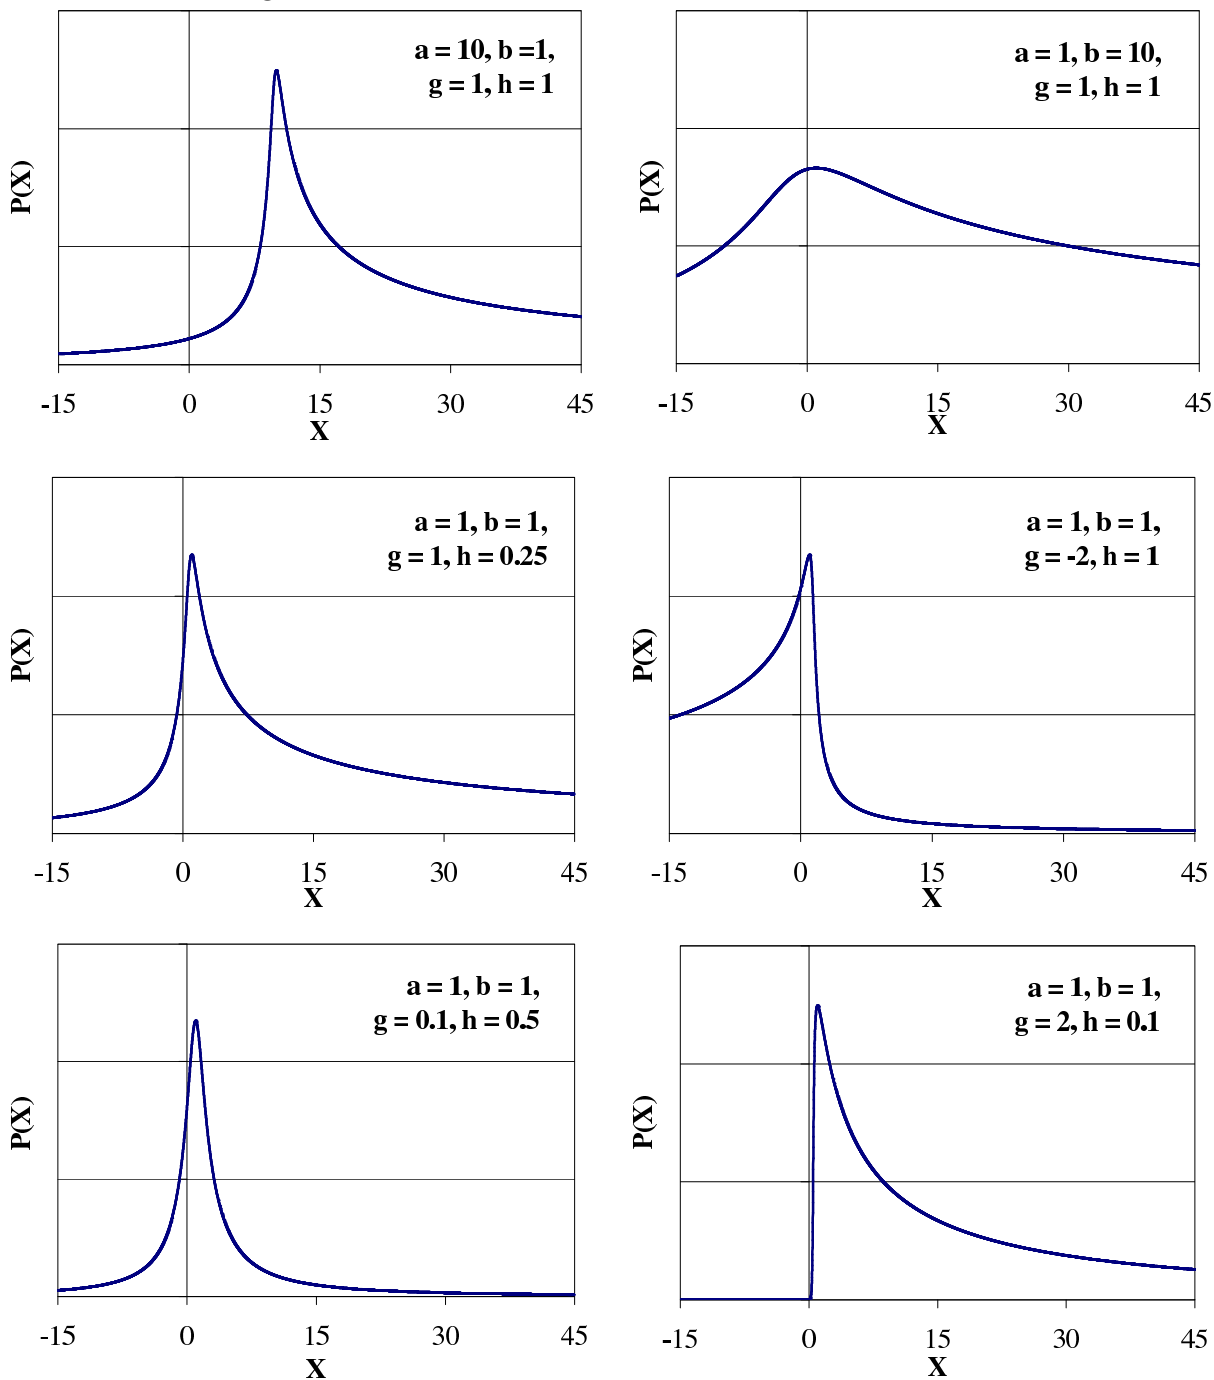 a = 10, b =1,
g = 1, h = 1
P(X)
-15 0 15 30 45
X
a = 1, b = 10,
g = 1, h = 1
P(X)
-15 0 15 30 45
X
a = 1, b = 1,
g = 1, h = 0.25
P(X)
-15 0 15 30 45
X
a = 1, b = 1,
g = -2, h = 1
P(X)
-15 0 15 30 45
X
a = 1, b = 1,
g = 0.1, h = 0.5
P(X)
-15 0 15 30 45
X
a = 1, b = 1,
g = 2, h = 0.1
P(X)
-15 0 15 30 45
X